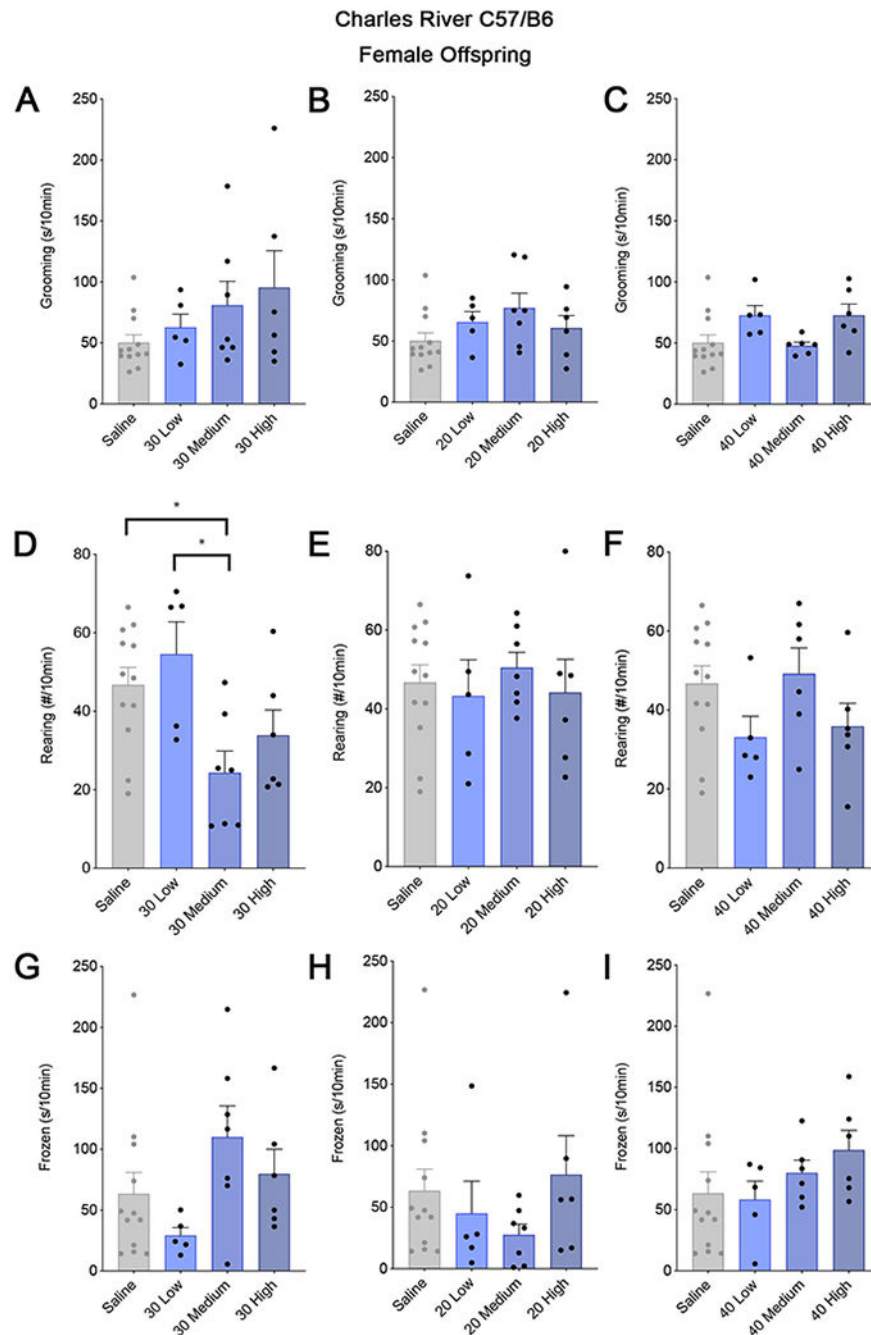 Charles River C57/B6
Female Offspring
A
Grooming (s/10min)
250
200
150
100
50
0
Saline
30 Low
30 Medium
30 High
B
Grooming (s/10min)
250
200
150
100
50
0
Saline
20 Low
20 Medium
20 High
C
Grooming (s/10min)
250
200
150
100
50
0
Saline
40 Low
40 Medium
40 High
D
Rearing (#/10min)
80
60
40
20
0
*
*
Saline
30 Low
30 Medium
30 High
E
Rearing (#/10min)
80
60
40
20
0
Saline
20 Low
20 Medium
20 High
F
Rearing (#/10min)
80
60
40
20
0
Saline
40 Low
40 Medium
40 High
G
Frozen (s/10min)
250
200
150
100
50
0
Saline
30 Low
30 Medium
30 High
H
Frozen (s/10min)
250
200
150
100
50
0
Saline
20 Low
20 Medium
20 High
I
Frozen (s/10min)
250
200
150
100
50
0
Saline
40 Low
40 Medium
40 High